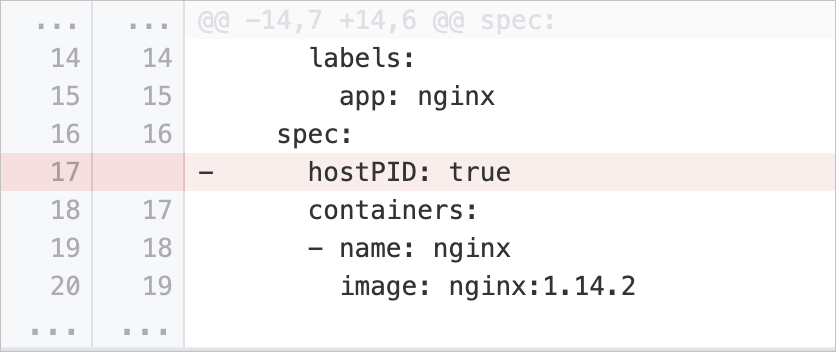 ... ... @@ -14,7 +14,6 @@ spec:
14 14 labels:
15 15 app: nginx
16 16 spec:
17 - hostPID: true
18 17 containers:
19 18 - name: nginx
20 19 image: nginx:1.14.2
... ...